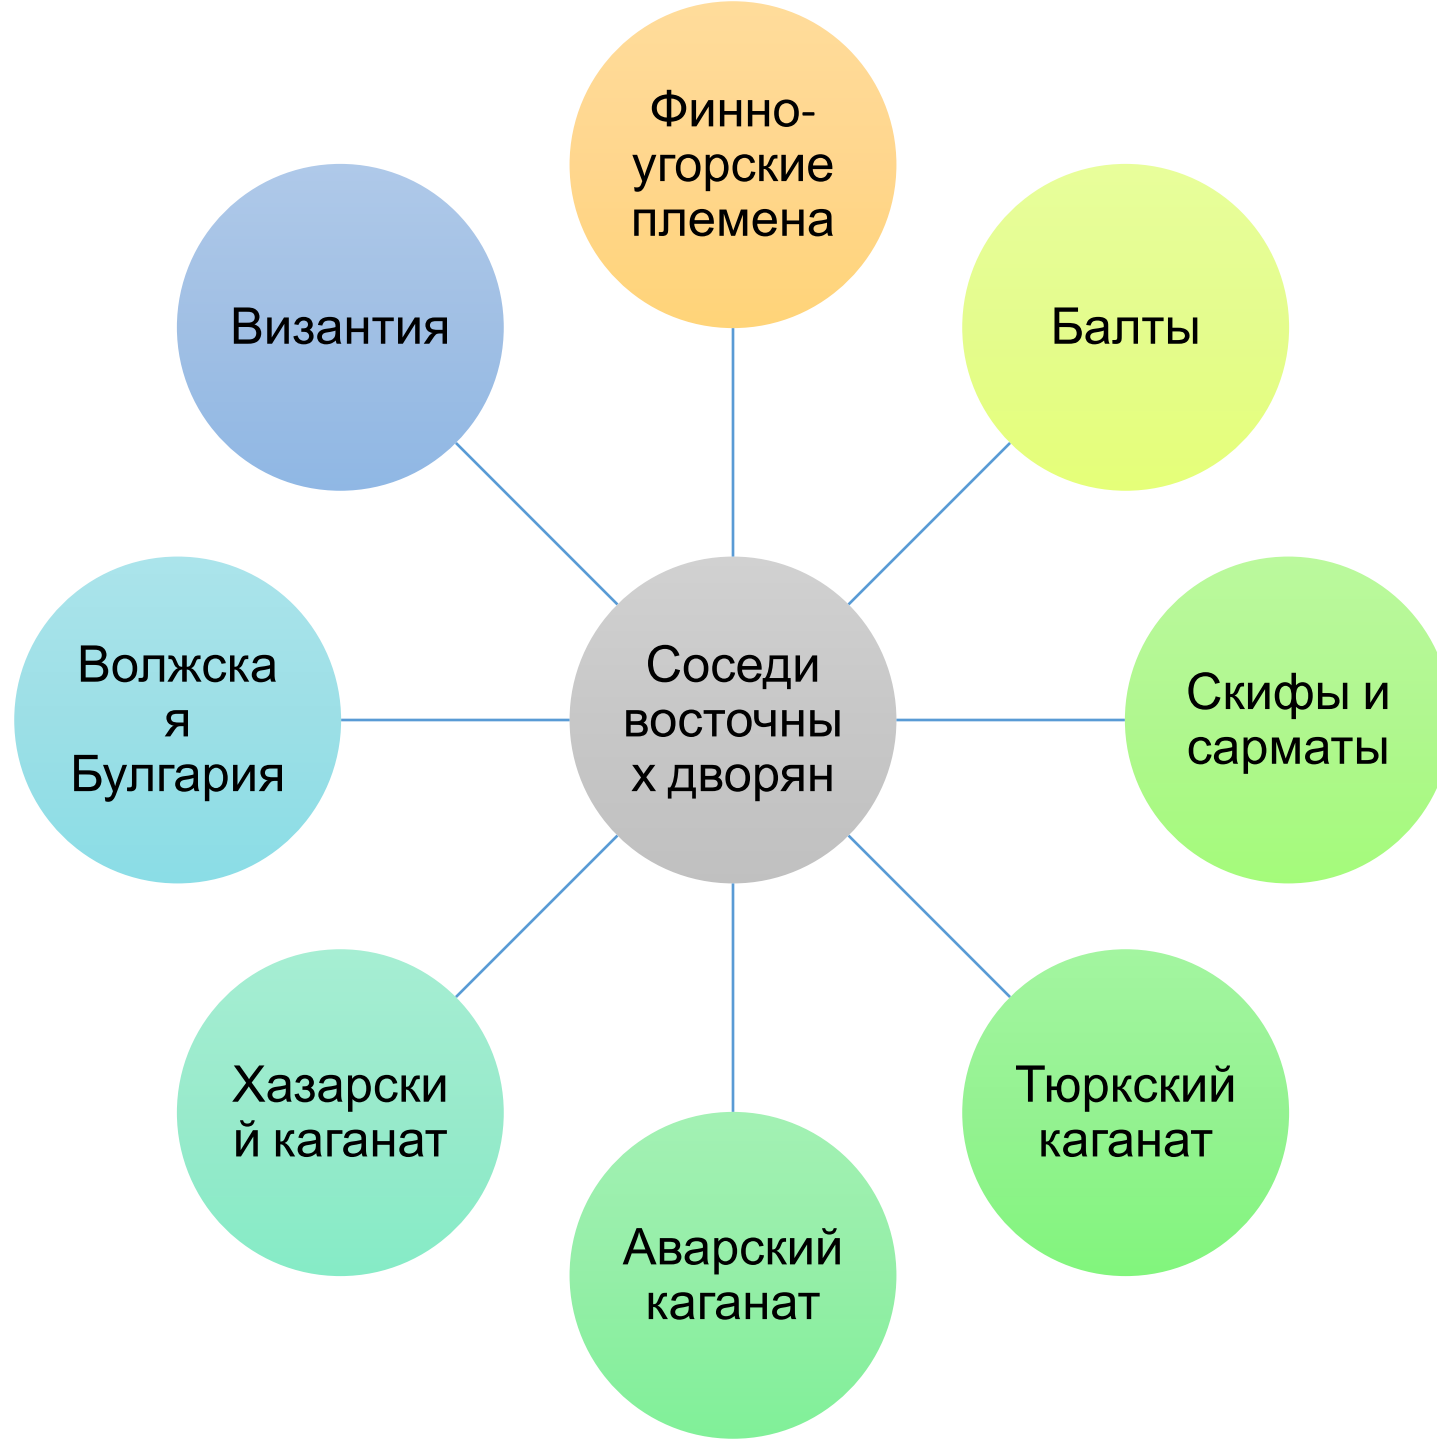 Финно-
угорские
племена
Византия
Балты
Волжска
я
Булгария
Соседи
восточны
х дворян
Скифы и
сарматы
Хазарски
й каганат
Тюркский
каганат
Аварский
каганат